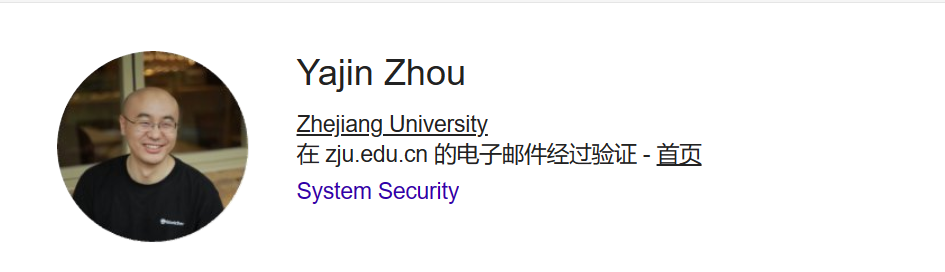 Yajin Zhou
Zhejiang University
在 zju.edu.cn 的电子邮件经过验证 - 首页
System Security